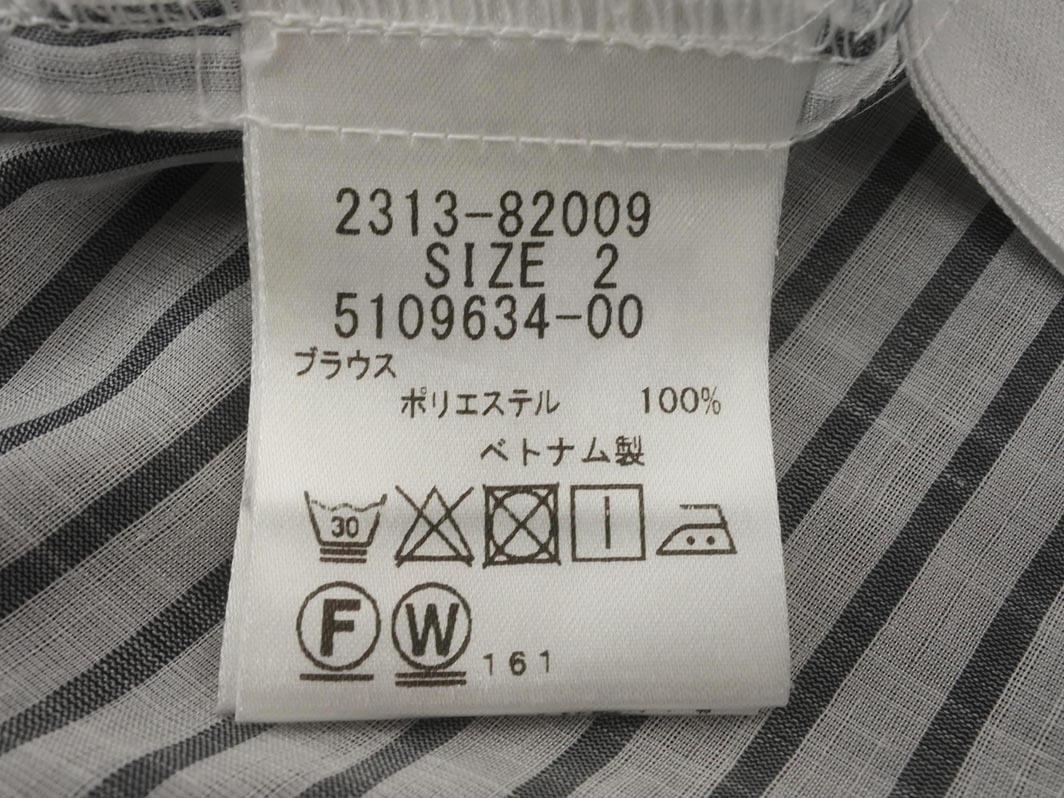 2313-82009
SIZE 2
5109634-00
ブラウス
ポリエステル 100%
ベトナム製
30
F W 161